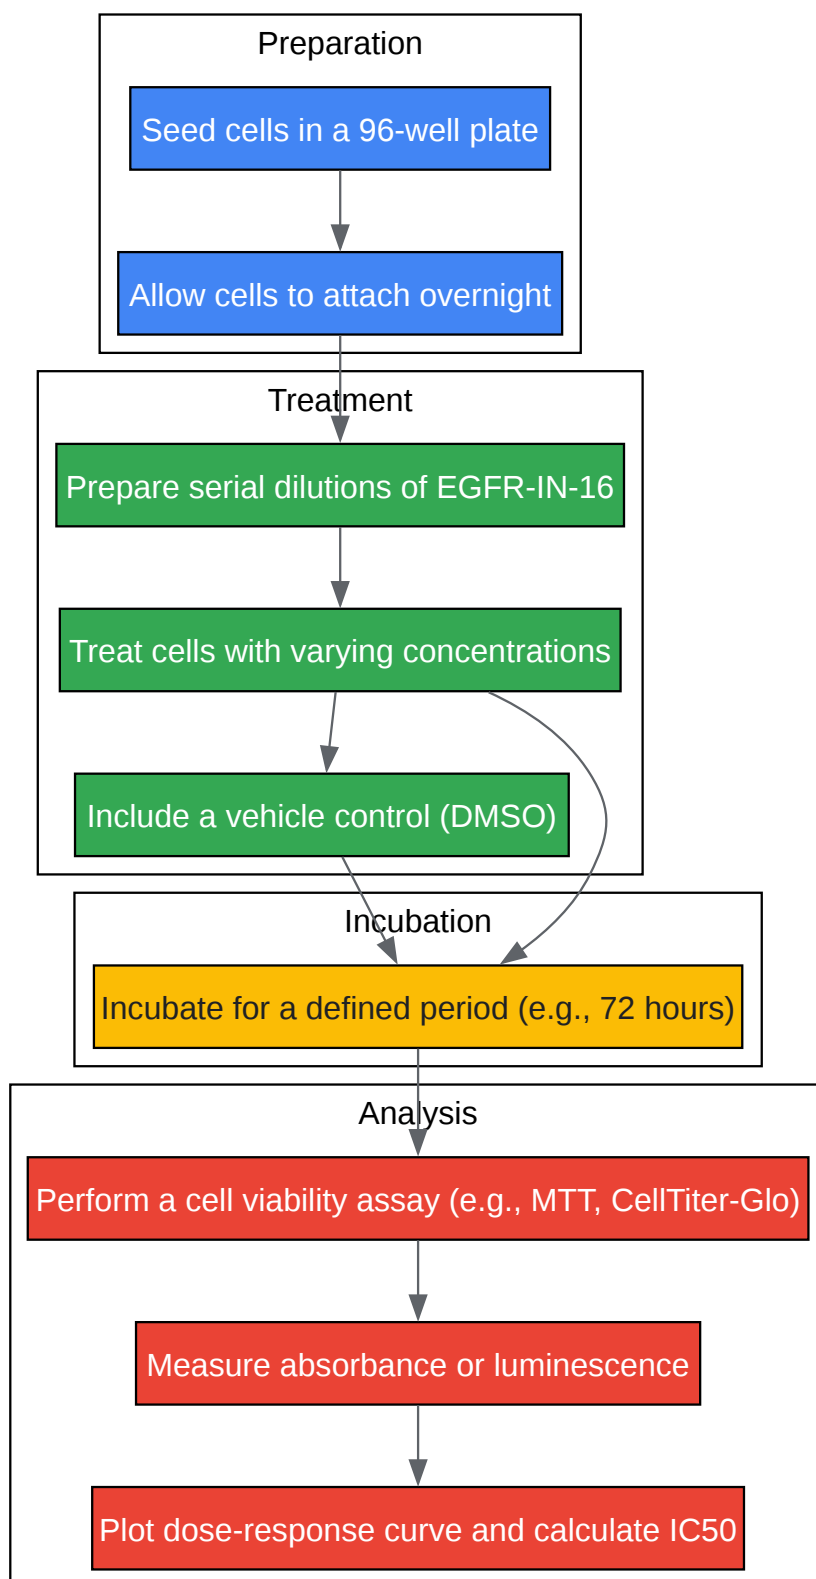 Preparation
Seed cells in a 96-well plate
Allow cells to attach overnight
Treatment
Prepare serial dilutions of EGFR-IN-16
Treat cells with varying concentrations
Include a vehicle control (DMSO)
Incubation
Incubate for a defined period (e.g., 72 hours)
Analysis
Perform a cell viability assay (e.g., MTT, CellTiter-Glo)
Measure absorbance or luminescence
Plot dose-response curve and calculate IC50